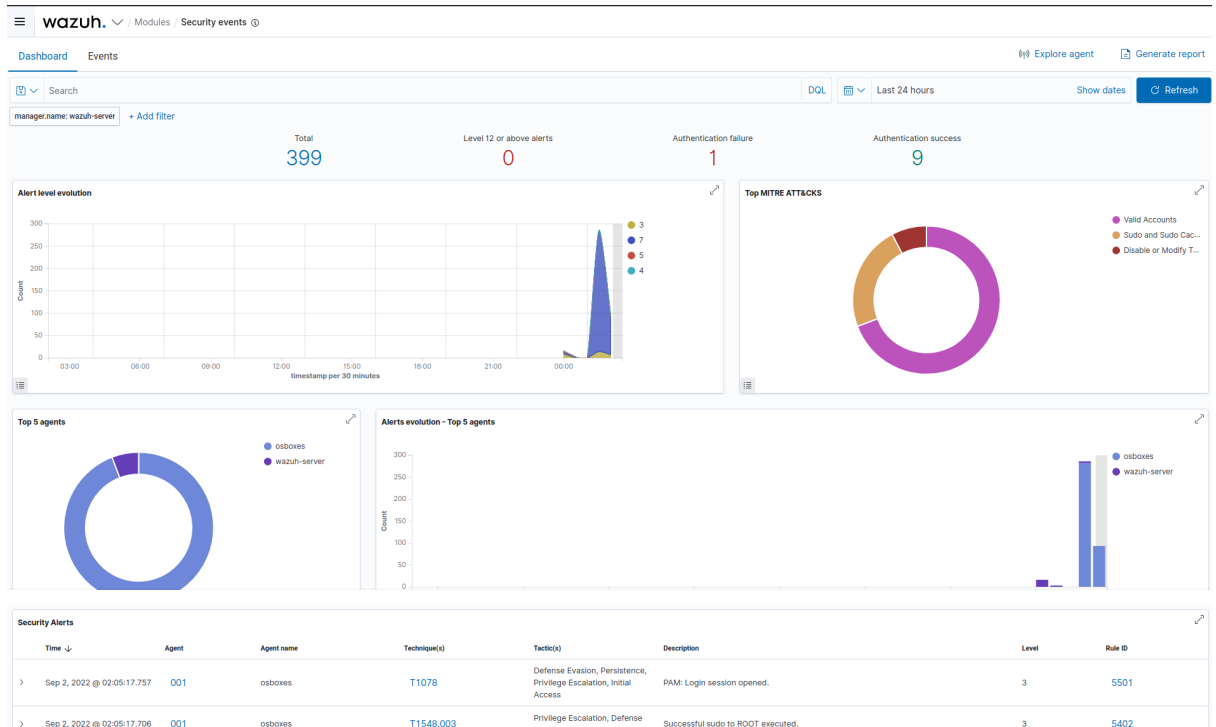 wazuh. / Modules / Security events
Dashboard Events Explore agent Generate report
Search DQL Last 24 hours Show dates Refresh
manager.name: wazuh-server + Add filter
Total Level 12 or above alerts Authentication failure Authentication success
399 0 1 9
Alert level evolution
300
250
200
150
100
50
0
Count
03:00 06:00 09:00 12:00 15:00 18:00 21:00 00:00
timestamp per 30 minutes
3
7
5
4
Top MITRE ATT&CKS
Valid Accounts
Sudo and Sudo Cac...
Disable or Modify T...
Top 5 agents
osboxes
wazuh-server
Alerts evolution - Top 5 agents
300
250
200
150
100
50
0
Count
osboxes
wazuh-server
Security Alerts
Time Agent Agent name Technique(s) Tactic(s) Description Level Rule ID
Sep 2, 2022 @ 02:05:17.757 001 osboxes T1078 Defense Evasion, Persistence, Privilege Escalation, Initial Access PAM: Login session opened. 3 5501
Sep 2, 2022 @ 02:05:17.706 001 osboxes T1548.003 Privilege Escalation, Defense Successful sudo to ROOT executed. 3 5402